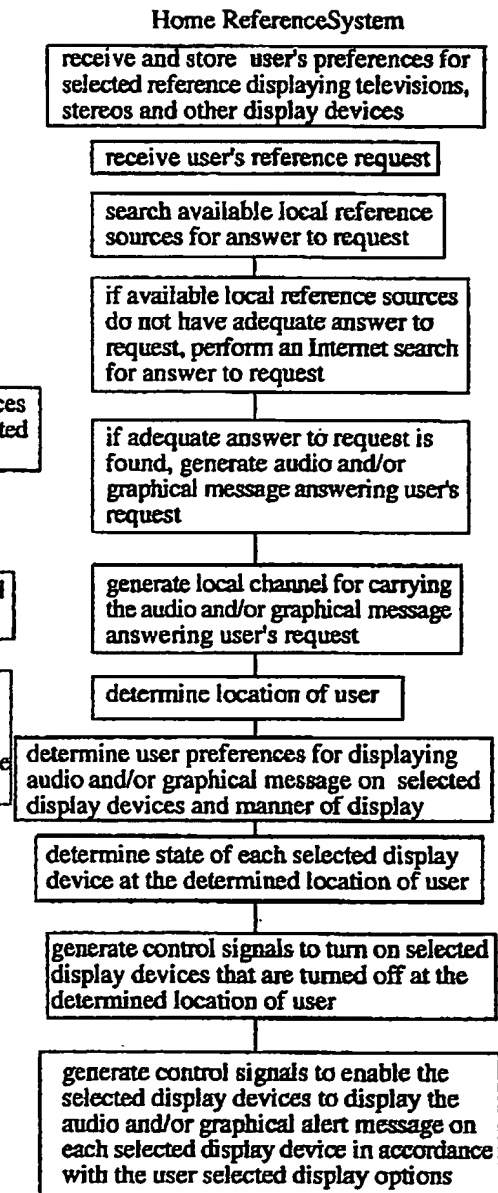 Home ReferenceSystem
receive and store user's preferences for
selected reference displaying televisions,
stereos and other display devices
receive user's reference request
search available local reference
sources for answer to request
if available local reference sources
do not have adequate answer to
request, perform an Internet search
for answer to request
if adequate answer to request is
found, generate audio and/or
graphical message answering user's
request
generate local channel for carrying
the audio and/or graphical message
answering user's request
determine location of user
determine user preferences for displaying
audio and/or graphical message on selected
display devices and manner of display
determine state of each selected display
device at the determined location of user
generate control signals to turn on selected
display devices that are turned off at the
determined location of user
generate control signals to enable the
selected display devices to display the
audio and/or graphical alert message on
each selected display device in accordance
with the user selected display options